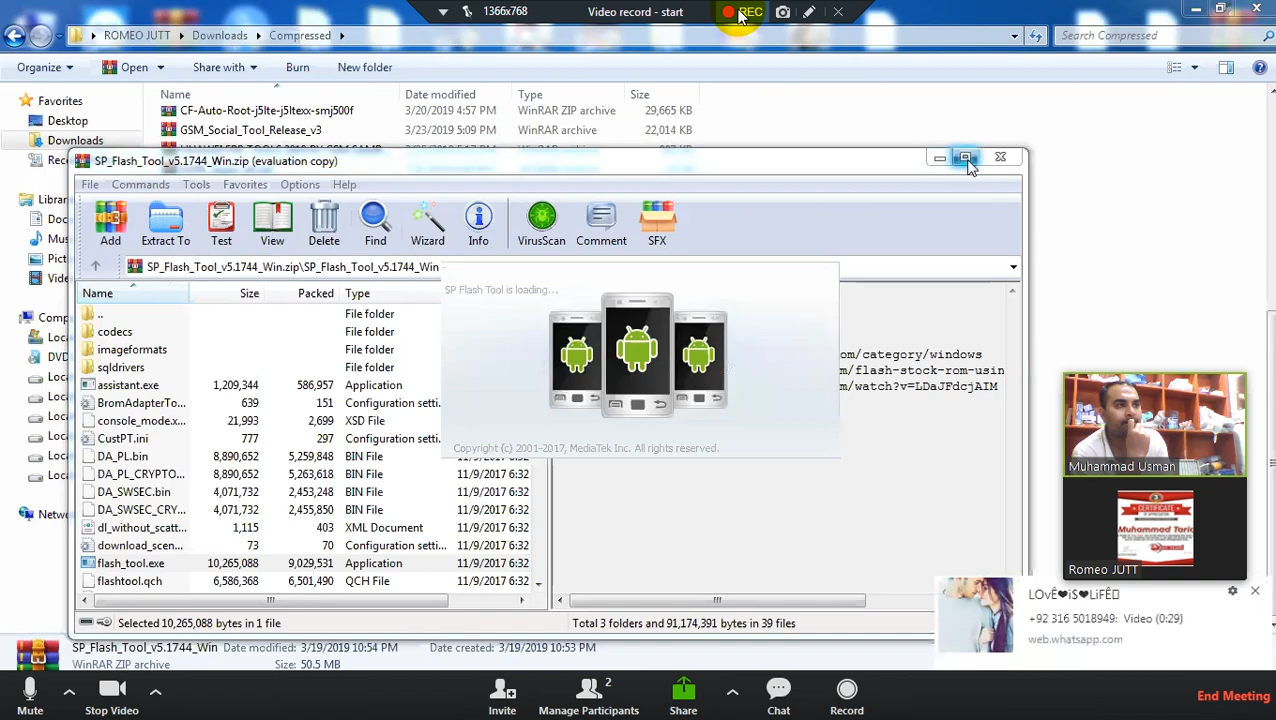 1366x768
Video record - start
REC
ROMEO JUTT
Downloads
Compressed
Search Compressed
Organize
Open
Share with
Burn
New folder
Name
Date modified
Type
Size
Favorites
Desktop
Downloads
CF-Auto-Root-j5lte-j5ltexx-smj500f 3/20/2019 4:57 PM WinRAR ZIP archive 29,665 KB
GSM_Social_Tool_Release_v3 3/23/2019 5:09 PM WinRAR archive 22,014 KB
SP_Flash_Tool_v5.1744_Win.zip (evaluation copy)
File Commands Tools Favorites Options Help
Add Extract To Test View Delete Find Wizard Info VirusScan Comment SFX
SP_Flash_Tool_v5.1744_Win.zip\SP_Flash_Tool_v5.1744_Win
Name Size Packed Type
.. File folder
codecs File folder
imageformats File folder
sqldrivers File folder
assistant.exe 1,209,344 586,957 Application
BromAdapterTo... 639 151 Configuration setti...
console_mode.x... 21,993 2,699 XSD File
CustPT.ini 777 297 Configuration setti...
DA_PL.bin 8,890,652 5,259,848 BIN File 11/9/2017 6:32
DA_PL_CRYPTO... 8,890,652 5,263,618 BIN File 11/9/2017 6:32
DA_SWSEC.bin 4,071,732 2,453,248 BIN File 11/9/2017 6:32
DA_SWSEC_CRY... 4,071,732 2,453,850 BIN File 11/9/2017 6:32
dl_without_scatt... 1,115 403 XML Document 11/9/2017 6:32
download_scen... 73 70 Configuration setti... 11/9/2017 6:32
flash_tool.exe 10,265,088 9,029,531 Application 11/9/2017 6:32
flashtool.qch 6,586,368 6,501,490 QCH File 11/9/2017 6:32
SP Flash Tool is loading...
Copyright (c) 2001-2017, MediaTek Inc. All rights reserved.
om/category/windows
om/flash-stock-rom-usin
m/watch?v=LDaJFdcjAIM
Selected 10,265,088 bytes in 1 file
Total 3 folders and 91,174,391 bytes in 39 files
SP_Flash_Tool_v5.1744_Win Date modified: 3/19/2019 10:54 PM Date created: 3/19/2019 10:53 PM
WinRAR ZIP archive Size: 50.5 MB
Muhammad Usman
CERTIFICATE
Muhammad Tariq
Romeo JUTT
LOvÊ❤iS❤LiFÊ
+92 316 5018949: Video (0:29)
web.whatsapp.com
Mute
Stop Video
Invite
2
Manage Participants
Share
Chat
Record
End Meeting